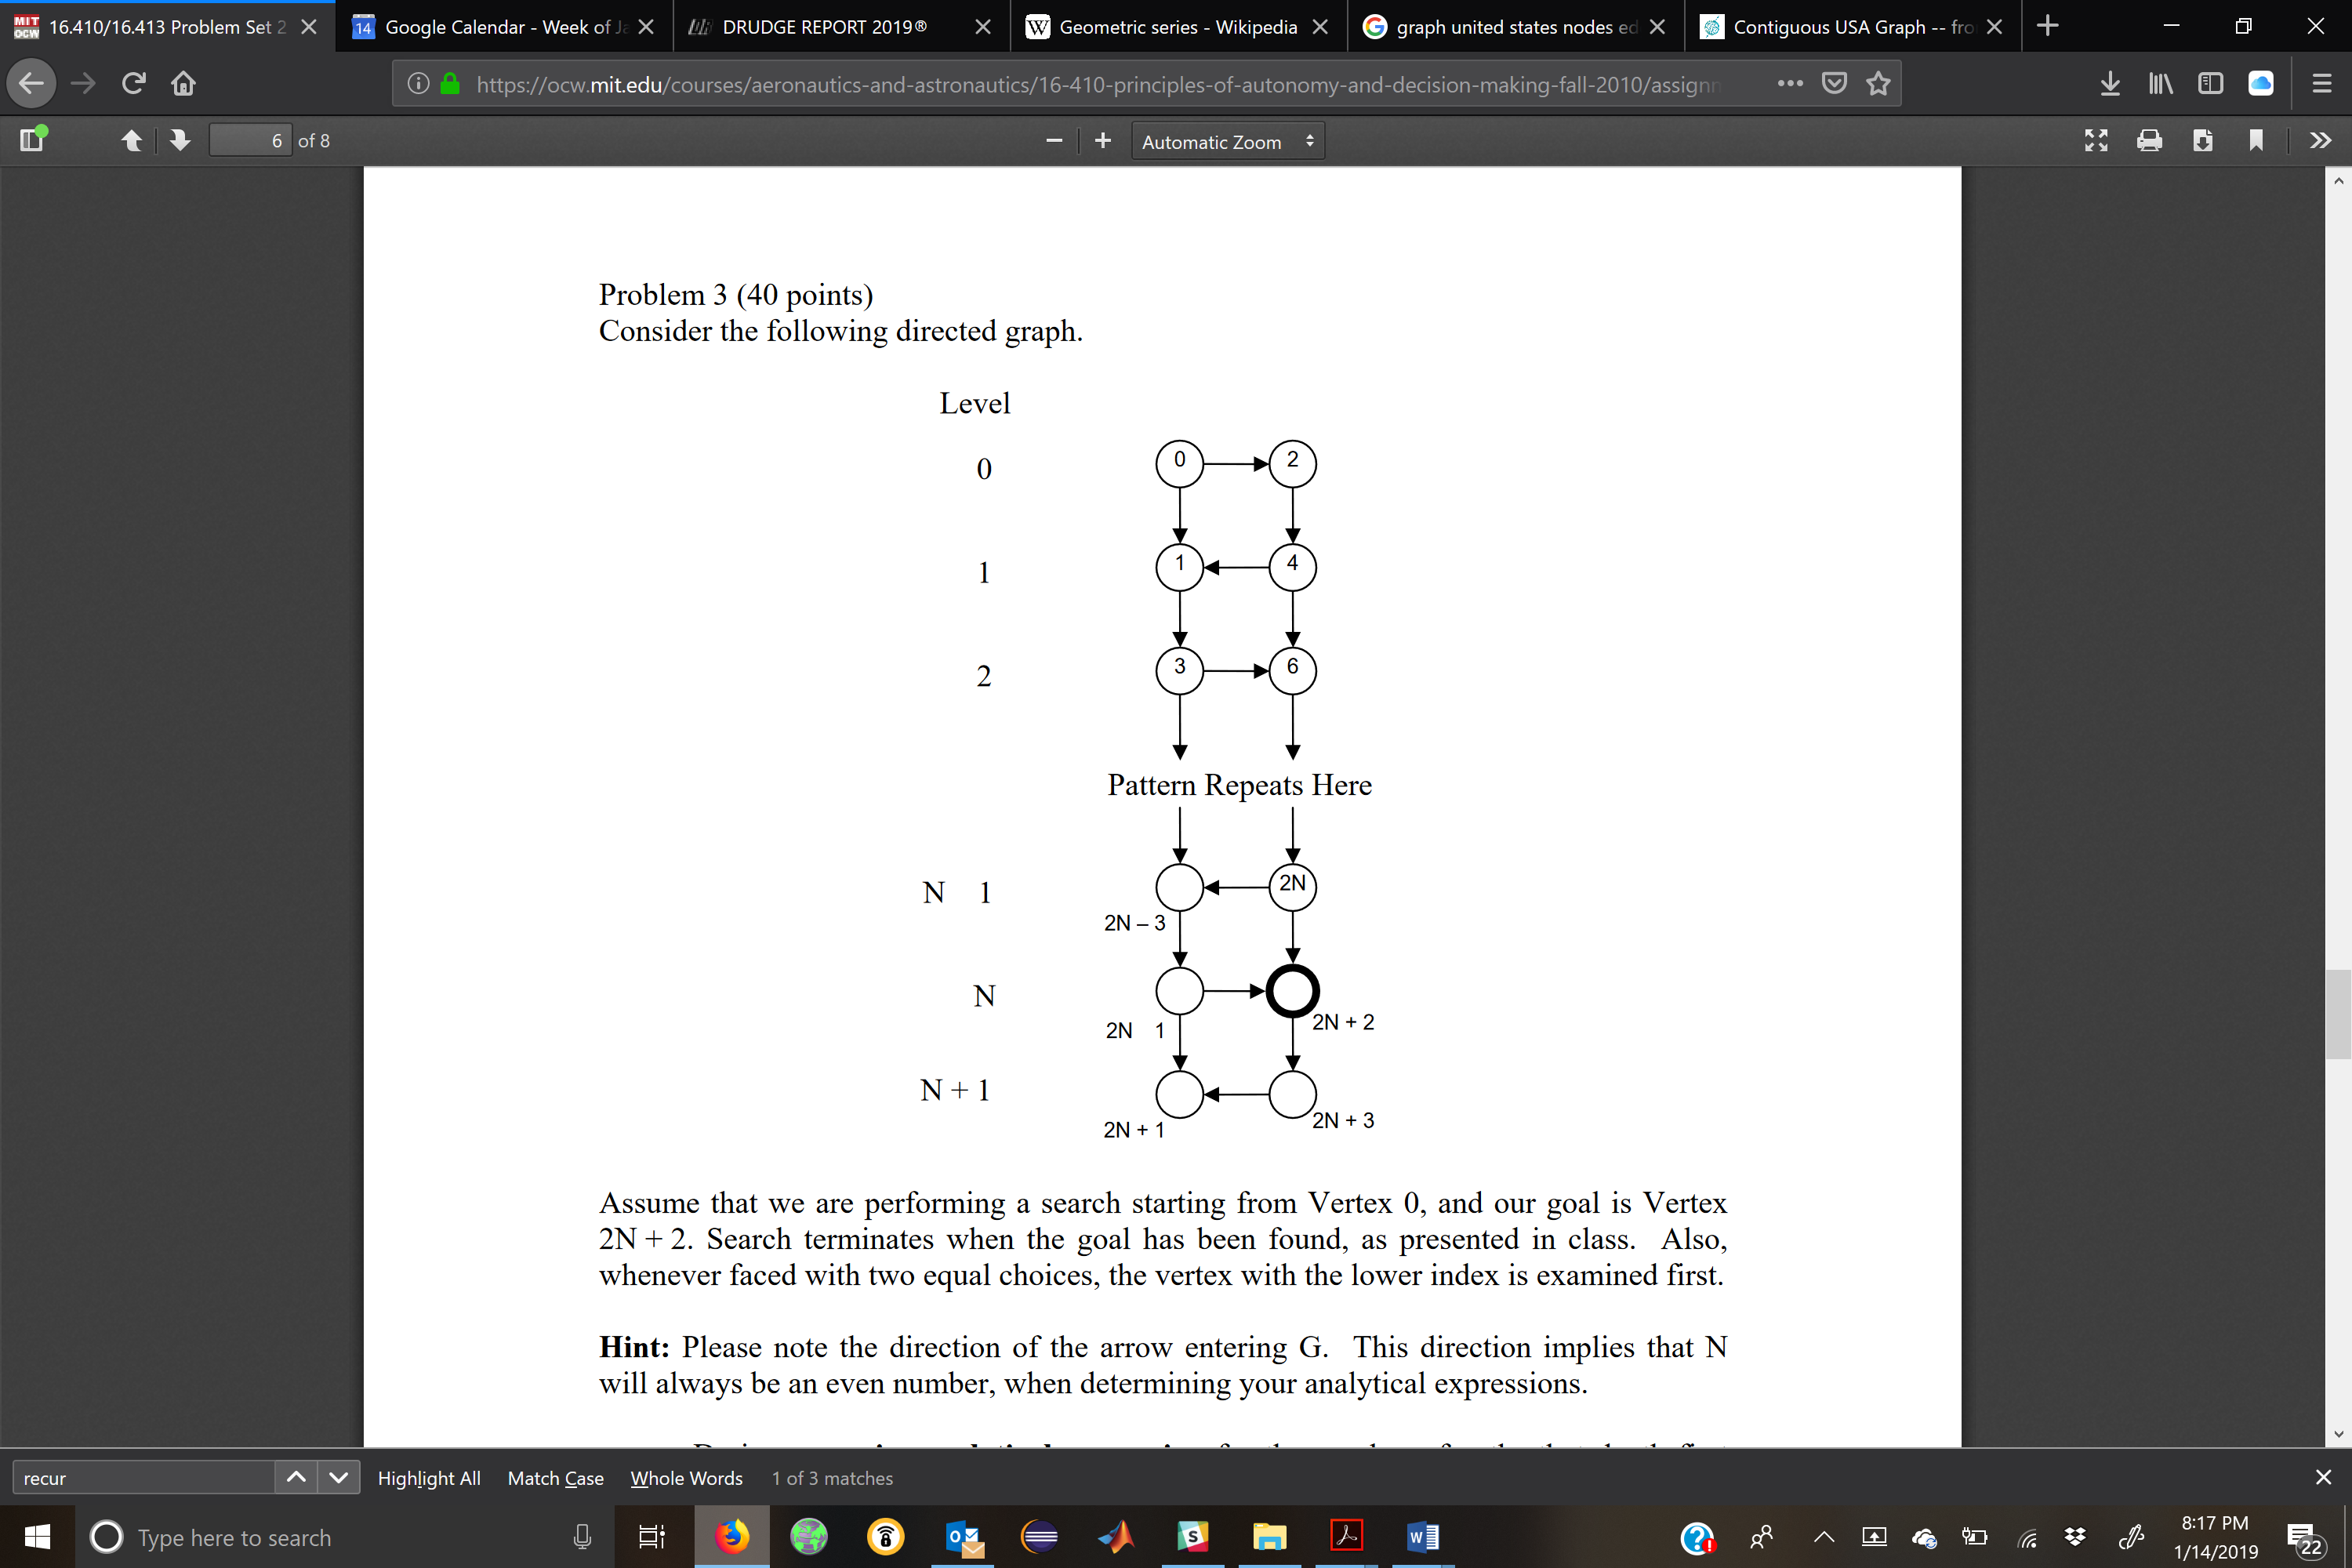 MIT OCW 16.410/16.413 Problem Set 2
14 Google Calendar - Week of Ja
DRUDGE REPORT 2019®
W Geometric series - Wikipedia
G graph united states nodes ed
Contiguous USA Graph -- fro
https://ocw.mit.edu/courses/aeronautics-and-astronautics/16-410-principles-of-autonomy-and-decision-making-fall-2010/assignm
6 of 8
Automatic Zoom
Problem 3 (40 points)
Consider the following directed graph.
Level
0 0 2
1 1 4
2 3 6
Pattern Repeats Here
N 1 2N
2N – 3
N
2N 1 2N + 2
N + 1
2N + 1 2N + 3
Assume that we are performing a search starting from Vertex 0, and our goal is Vertex
2N + 2. Search terminates when the goal has been found, as presented in class. Also,
whenever faced with two equal choices, the vertex with the lower index is examined first.
Hint: Please note the direction of the arrow entering G. This direction implies that N
will always be an even number, when determining your analytical expressions.
recur Highlight All Match Case Whole Words 1 of 3 matches
Type here to search
8:17 PM
1/14/2019
22